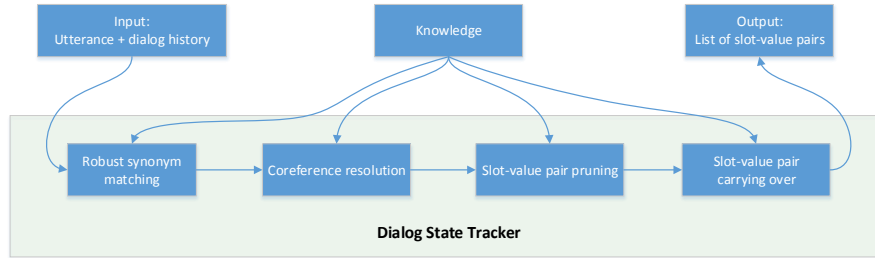 Input:
Utterance + dialog history
Knowledge
Output:
List of slot-value pairs
Robust synonym
matching
Coreference resolution
Slot-value pair pruning
Slot-value pair
carrying over
Dialog State Tracker